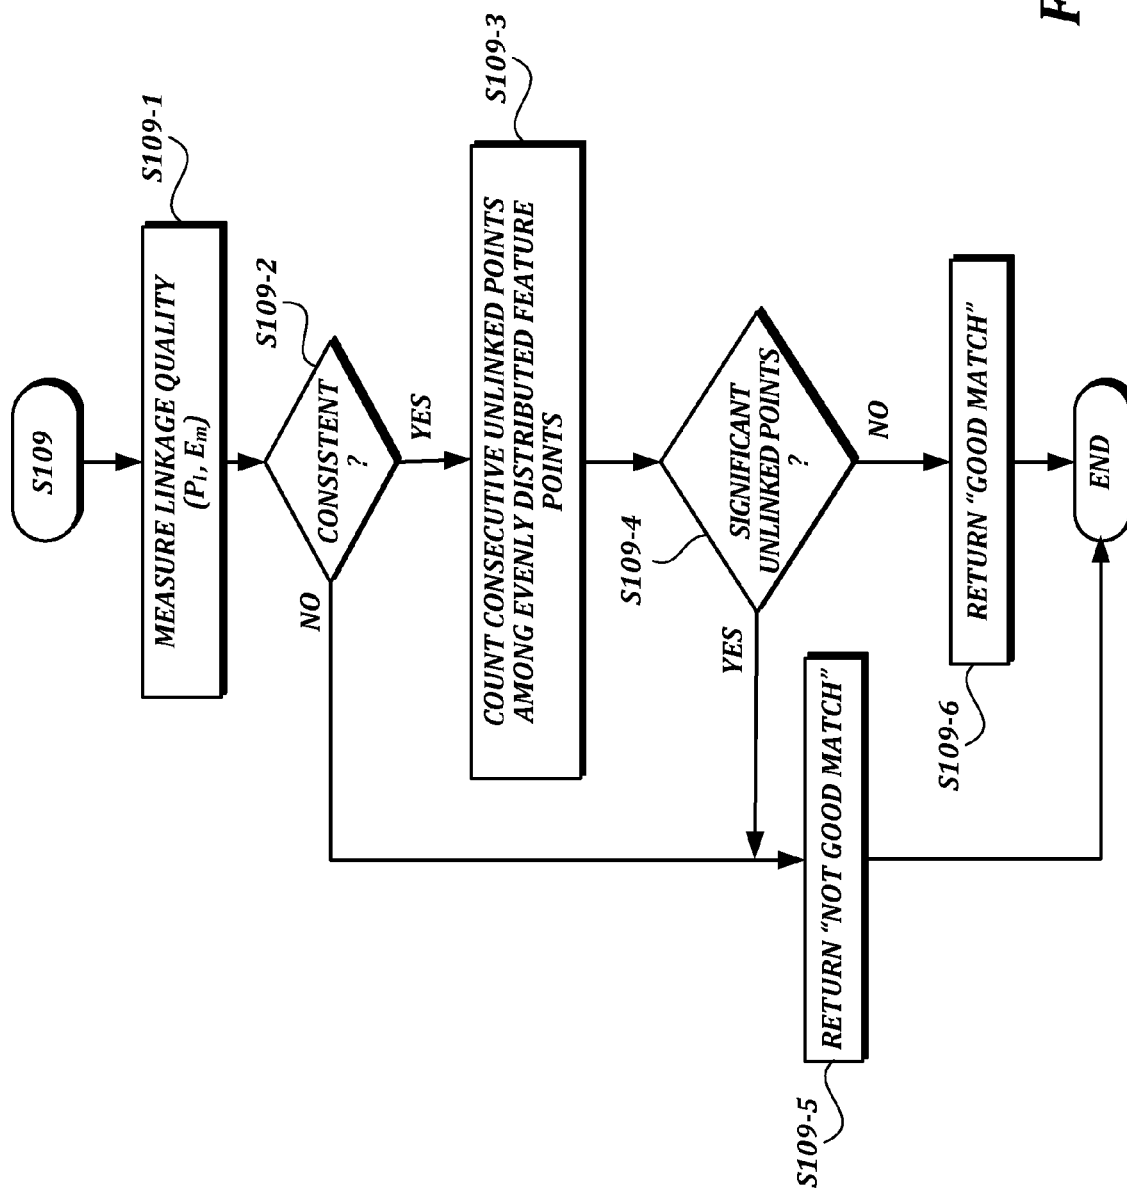 S109
MEASURE LINKAGE QUALITY
(Pᵢ, Eₘ)
S109-1
CONSISTENT
?
S109-2
NO
YES
COUNT CONSECUTIVE UNLINKED POINTS
AMONG EVENLY DISTRIBUTED FEATURE
POINTS
S109-3
SIGNIFICANT
UNLINKED POINTS
?
S109-4
YES
NO
RETURN "NOT GOOD MATCH"
S109-5
RETURN "GOOD MATCH"
S109-6
END
F